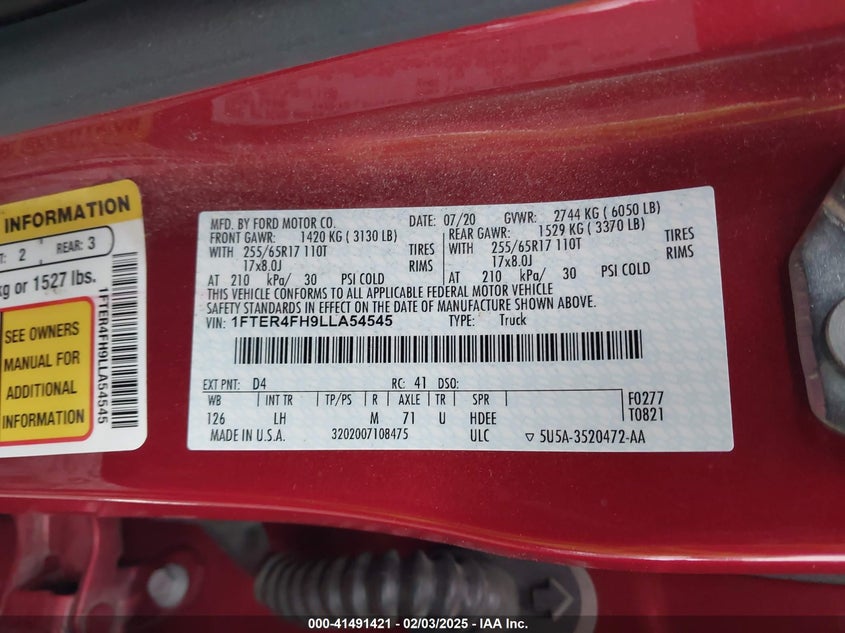 INFORMATION
2 REAR: 3
kg or 1527 lbs.
SEE OWNERS
MANUAL FOR
ADDITIONAL
INFORMATION
1FTER4FH9LLA54545
MFD. BY FORD MOTOR CO. DATE: 07/20 GVWR: 2744 KG ( 6050 LB)
FRONT GAWR: 1420 KG ( 3130 LB) REAR GAWR: 1529 KG ( 3370 LB)
WITH 255/65R17 110T TIRES WITH 255/65R17 110T TIRES
17x8.0J RIMS 17x8.0J RIMS
AT 210 kPa/ 30 PSI COLD AT 210 kPa/ 30 PSI COLD
THIS VEHICLE CONFORMS TO ALL APPLICABLE FEDERAL MOTOR VEHICLE
SAFETY STANDARDS IN EFFECT ON THE DATE OF MANUFACTURE SHOWN ABOVE.
VIN: 1FTER4FH9LLA54545 TYPE: Truck
EXT PNT: D4 RC: 41 DSO:
WB INT TR TP/PS R AXLE TR SPR F0277
126 LH M 71 U HDEE T0821
MADE IN U.S.A. 3202007108475 ULC ▽ 5U5A-3520472-AA
000-41491421 - 02/03/2025 - IAA Inc.